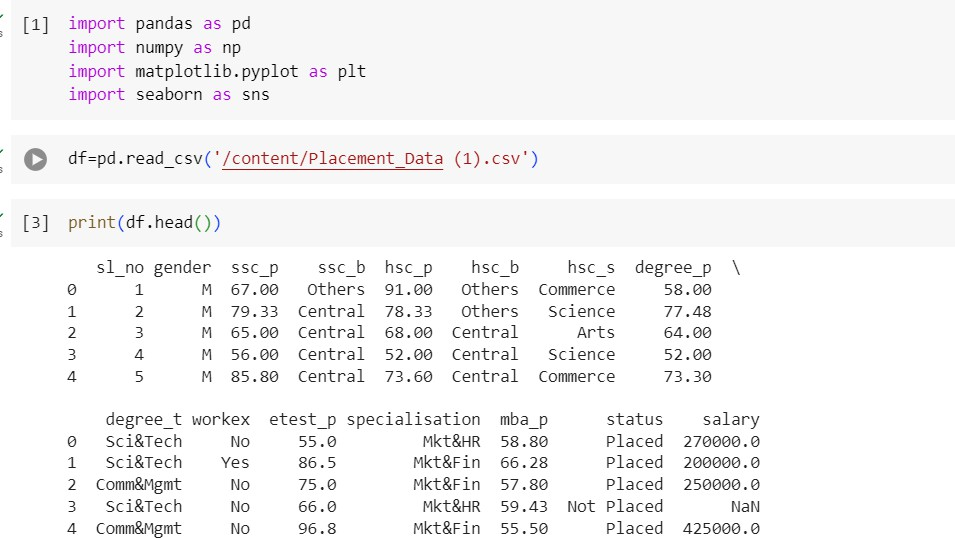 [1] import pandas as pd
import numpy as np
import matplotlib.pyplot as plt
import seaborn as sns
df=pd.read_csv('/content/Placement_Data (1).csv')
[3] print(df.head())
sl_no gender ssc_p ssc_b hsc_p hsc_b hsc_s degree_p \
0 1 M 67.00 Others 91.00 Others Commerce 58.00
1 2 M 79.33 Central 78.33 Others Science 77.48
2 3 M 65.00 Central 68.00 Central Arts 64.00
3 4 M 56.00 Central 52.00 Central Science 52.00
4 5 M 85.80 Central 73.60 Central Commerce 73.30
degree_t workex etest_p specialisation mba_p status salary
0 Sci&Tech No 55.0 Mkt&HR 58.80 Placed 270000.0
1 Sci&Tech Yes 86.5 Mkt&Fin 66.28 Placed 200000.0
2 Comm&Mgmt No 75.0 Mkt&Fin 57.80 Placed 250000.0
3 Sci&Tech No 66.0 Mkt&HR 59.43 Not Placed NaN
4 Comm&Mgmt No 96.8 Mkt&Fin 55.50 Placed 425000.0